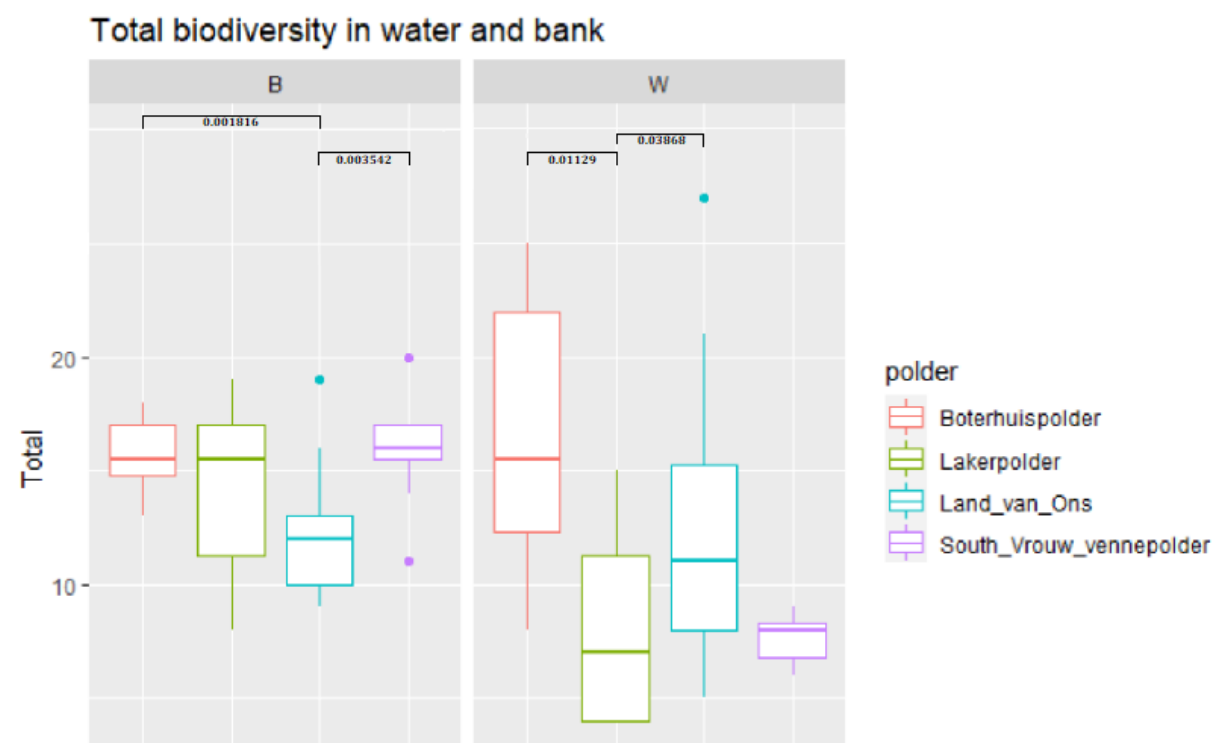 Total biodiversity in water and bank
B
W
0.001816
0.003542
0.03868
0.01129
20
10
Total
polder
Boterhuispolder
Lakerpolder
Land_van_Ons
South_Vrouw_vennepolder